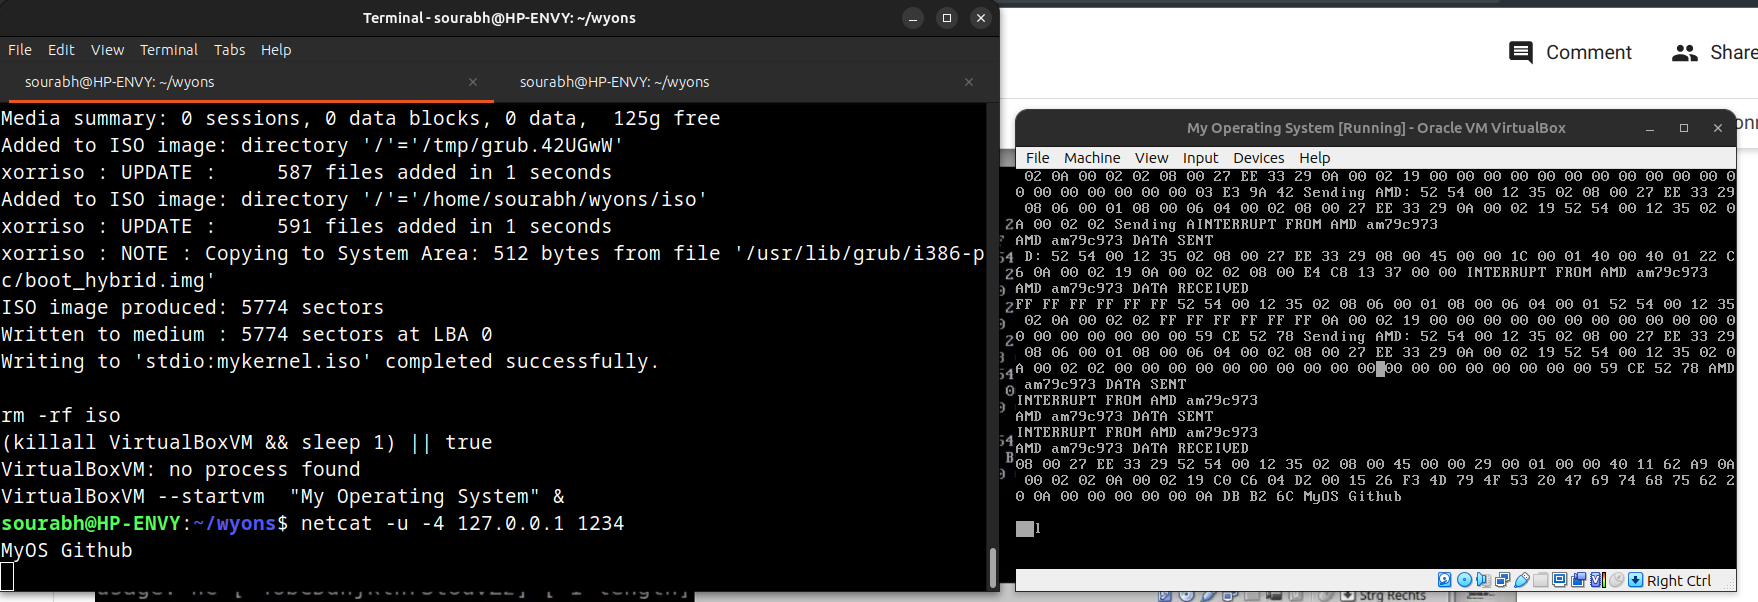 Terminal - sourabh@HP-ENVY: ~/wyons
File Edit View Terminal Tabs Help
sourabh@HP-ENVY: ~/wyons × sourabh@HP-ENVY: ~/wyons ×
Media summary: 0 sessions, 0 data blocks, 0 data,  125g free
Added to ISO image: directory '/'='/tmp/grub.42UGwW'
xorriso : UPDATE :     587 files added in 1 seconds
Added to ISO image: directory '/'='/home/sourabh/wyons/iso'
xorriso : UPDATE :     591 files added in 1 seconds
xorriso : NOTE : Copying to System Area: 512 bytes from file '/usr/lib/grub/i386-p
c/boot_hybrid.img'
ISO image produced: 5774 sectors
Written to medium : 5774 sectors at LBA 0
Writing to 'stdio:mykernel.iso' completed successfully.
rm -rf iso
(killall VirtualBoxVM && sleep 1) || true
VirtualBoxVM: no process found
VirtualBoxVM --startvm  "My Operating System" &
sourabh@HP-ENVY:~/wyons$ netcat -u -4 127.0.0.1 1234
MyOS Github
Comment Share
My Operating System [Running] - Oracle VM VirtualBox
File Machine View Input Devices Help
02 0A 00 02 02 08 00 27 EE 33 29 0A 00 02 19 00 00 00 00 00 00 00 00 00 00 00 0
0 00 00 00 00 00 00 03 E3 9A 42 Sending AMD: 52 54 00 12 35 02 08 00 27 EE 33 29
08 06 00 01 08 00 06 04 00 02 08 00 27 EE 33 29 0A 00 02 19 52 54 00 12 35 02 0
A 00 02 02 Sending AINTERRUPT FROM AMD am79c973
AMD am79c973 DATA SENT
D: 52 54 00 12 35 02 08 00 27 EE 33 29 08 00 45 00 00 1C 00 01 40 00 40 01 22 C
6 0A 00 02 19 0A 00 02 02 08 00 E4 C8 13 37 00 00 INTERRUPT FROM AMD am79c973
AMD am79c973 DATA RECEIVED
FF FF FF FF FF FF 52 54 00 12 35 02 08 06 00 01 08 00 06 04 00 01 52 54 00 12 35
02 0A 00 02 02 FF FF FF FF FF FF 0A 00 02 19 00 00 00 00 00 00 00 00 00 00 00 0
0 00 00 00 00 00 00 59 CE 52 78 Sending AMD: 52 54 00 12 35 02 08 00 27 EE 33 29
08 06 00 01 08 00 06 04 00 02 08 00 27 EE 33 29 0A 00 02 19 52 54 00 12 35 02 0
A 00 02 02 00 00 00 00 00 00 00 00 00 00 00 00 00 00 00 00 00 00 59 CE 52 78 AMD
am79c973 DATA SENT
INTERRUPT FROM AMD am79c973
AMD am79c973 DATA SENT
INTERRUPT FROM AMD am79c973
AMD am79c973 DATA RECEIVED
08 00 27 EE 33 29 52 54 00 12 35 02 08 00 45 00 00 29 00 01 00 00 40 11 62 A9 0A
00 02 02 0A 00 02 19 C0 C6 04 D2 00 15 26 F3 4D 79 4F 53 20 47 69 74 68 75 62 2
0 0A 00 00 00 00 00 0A DB B2 6C MyOS Github
l
Right Ctrl
Strg Rechts